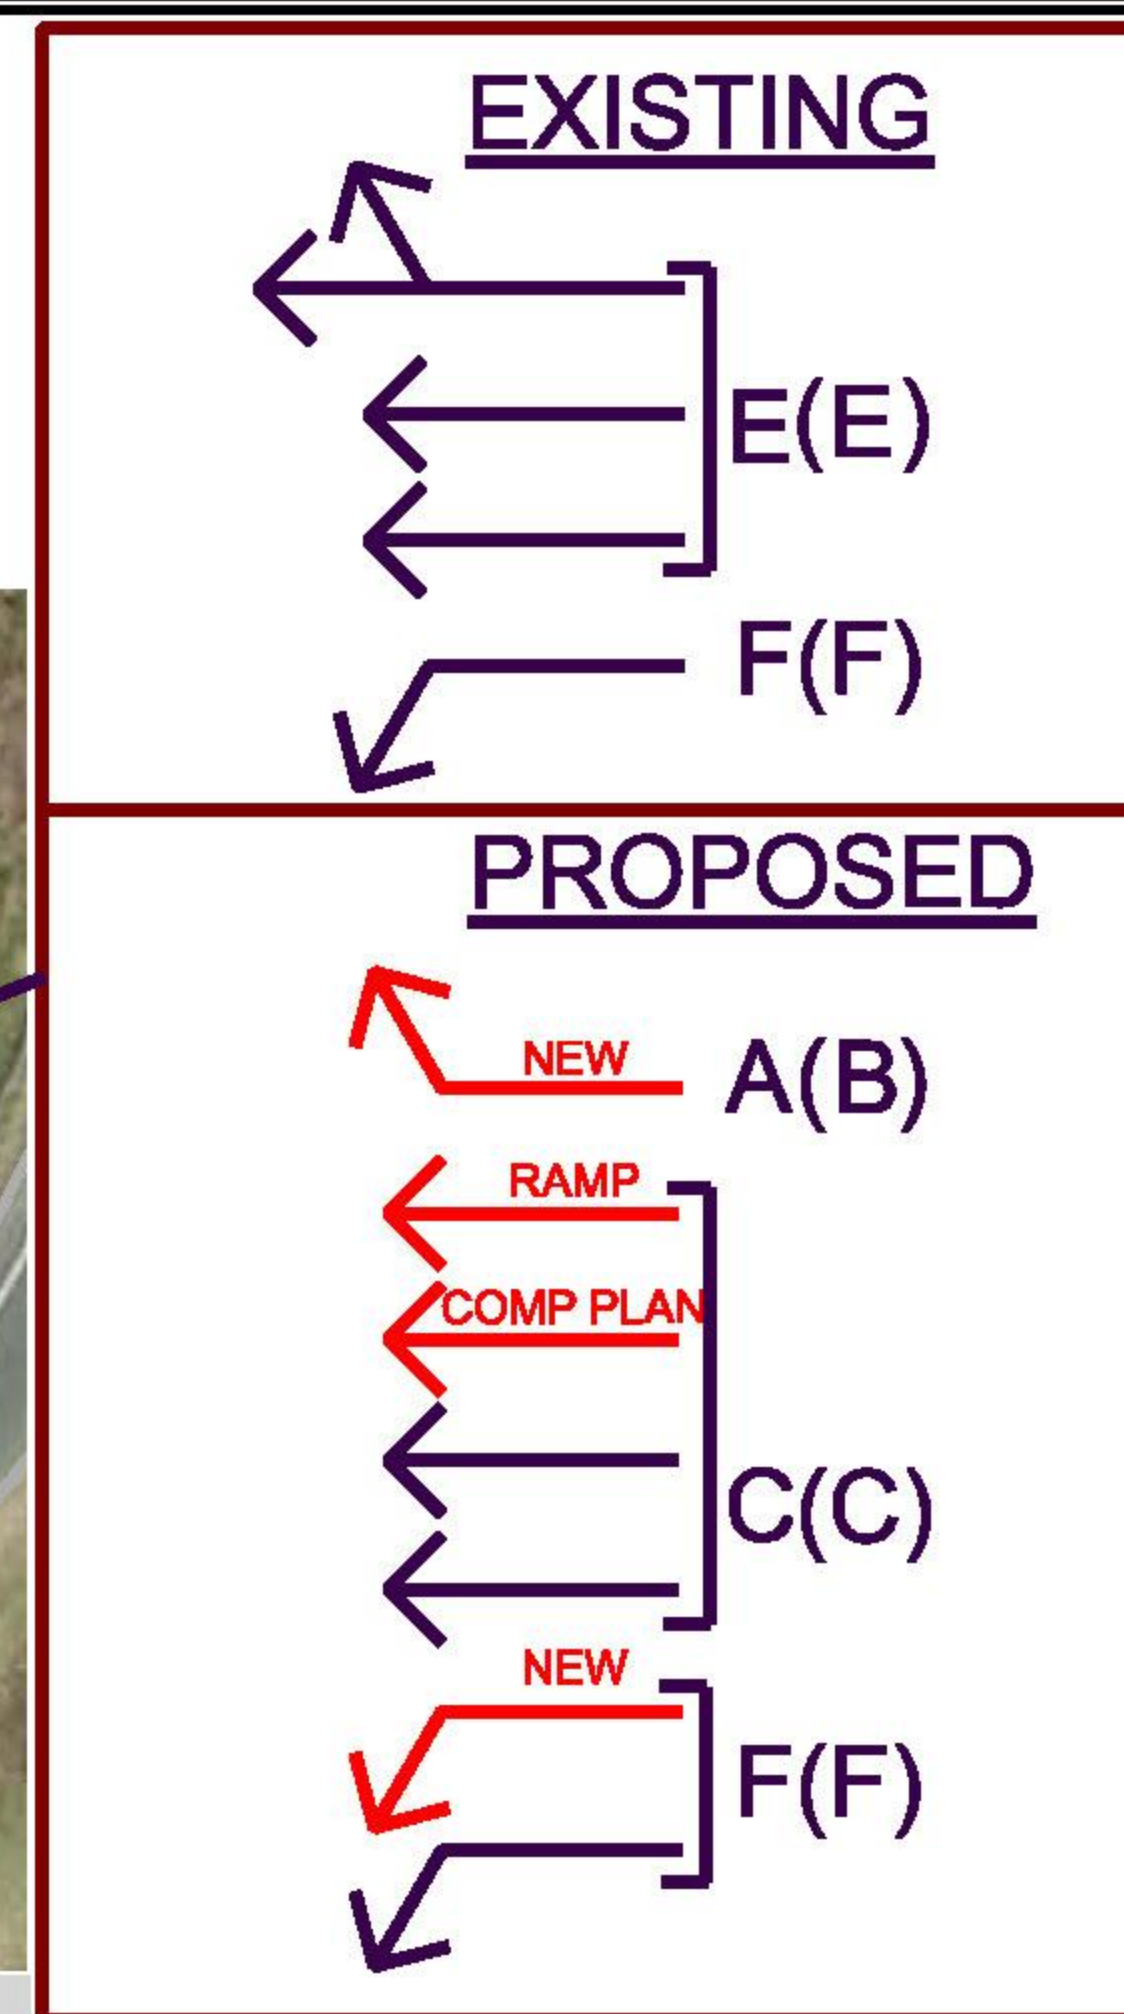 EXISTING
E(E)
F(F)
PROPOSED
NEW
A(B)
RAMP
COMP PLAN
C(C)
NEW
F(F)